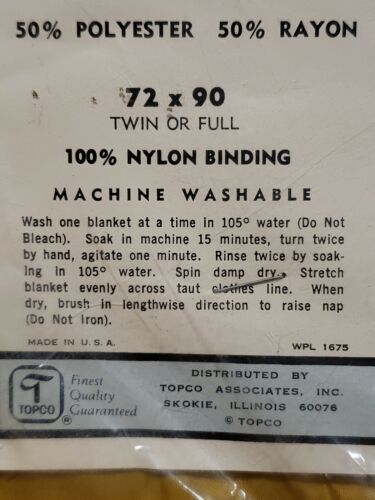 50% POLYESTER 50% RAYON
72 x 90
TWIN OR FULL
100% NYLON BINDING
MACHINE WASHABLE
Wash one blanket at a time in 105° water (Do Not
Bleach). Soak in machine 15 minutes, turn twice
by hand, agitate one minute. Rinse twice by soak-
ing in 105° water. Spin damp dry. Stretch
blanket evenly across taut clothes line. When
dry, brush in lengthwise direction to raise nap
(Do Not Iron).
MADE IN U.S.A.
WPL 1675
TOPCO ®
Finest
Quality
Guaranteed
DISTRIBUTED BY
TOPCO ASSOCIATES, INC.
SKOKIE, ILLINOIS 60076
© TOPCO